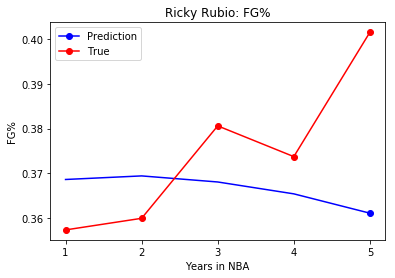 Ricky Rubio: FG%
Prediction
True
0.40
0.39
0.38
0.37
0.36
FG%
1 2 3 4 5
Years in NBA